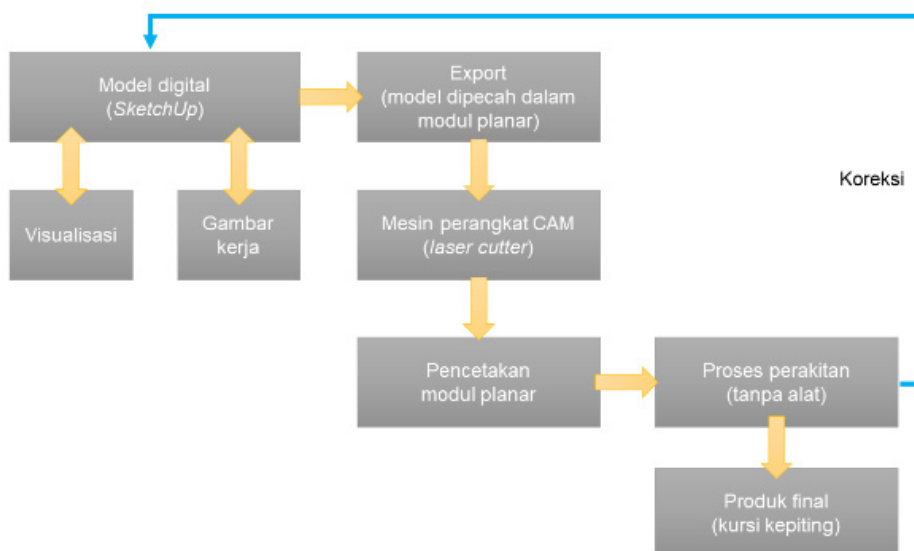 Model digital
(SketchUp)
Export
(model dipecah dalam
modul planar)
Visualisasi
Gambar
kerja
Mesin perangkat CAM
(laser cutter)
Koreksi
Pencetakan
modul planar
Proses perakitan
(tanpa alat)
Produk final
(kursi kepiting)